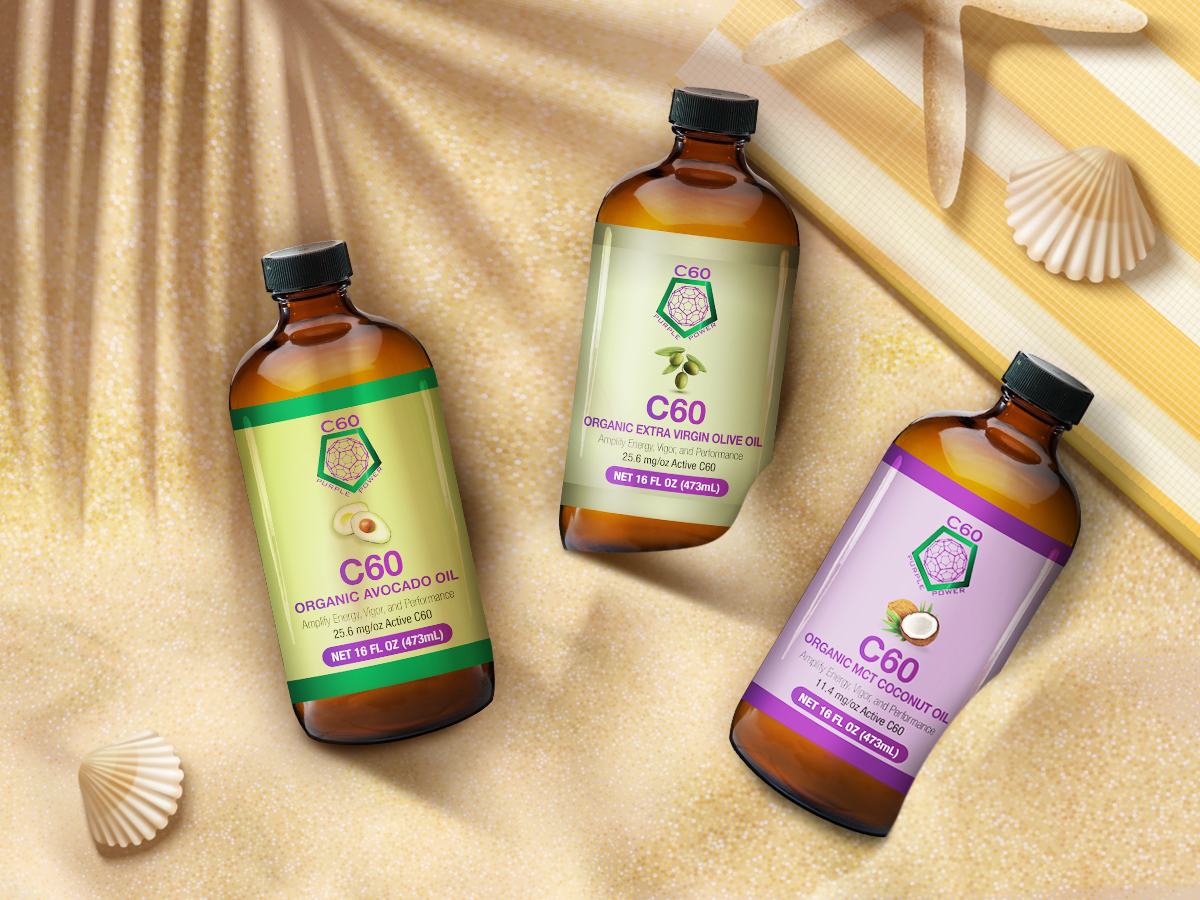 C60
PURPLE POWER
C60
ORGANIC AVOCADO OIL
Amplify Energy, Vigor, and Performance
25.6 mg/oz Active C60
NET 16 FL OZ (473mL)
C60
PURPLE POWER
C60
ORGANIC EXTRA VIRGIN OLIVE OIL
Amplify Energy, Vigor, and Performance
25.6 mg/oz Active C60
NET 16 FL OZ (473mL)
C60
PURPLE POWER
C60
ORGANIC MCT COCONUT OIL
Amplify Energy, Vigor, and Performance
11.4 mg/oz Active C60
NET 16 FL OZ (473mL)